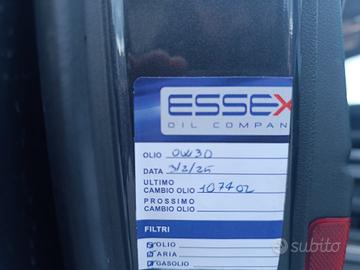 ESSEX
OIL COMPAN
OLIO 0W30
DATA 3/2/25
ULTIMO
CAMBIO OLIO 107402
PROSSIMO
CAMBIO OLIO
FILTRI
OLIO
ARIA
GASOLIO
subito